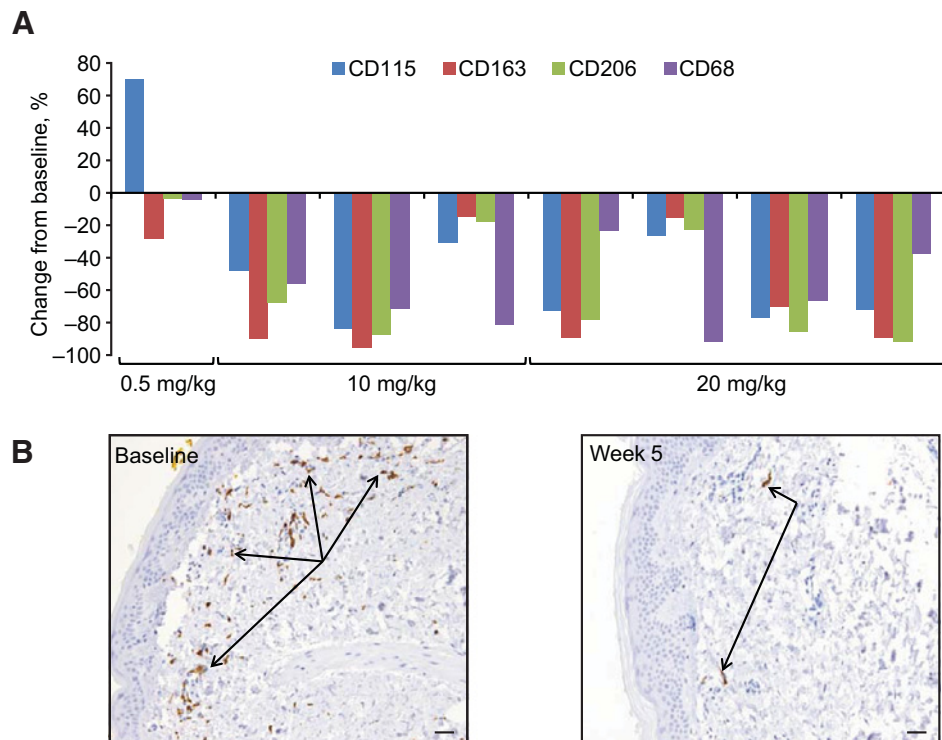 A
CD115 CD163 CD206 CD68
Change from baseline, %
80
60
40
20
0
–20
–40
–60
–80
–100
0.5 mg/kg 10 mg/kg 20 mg/kg
B
Baseline
Week 5